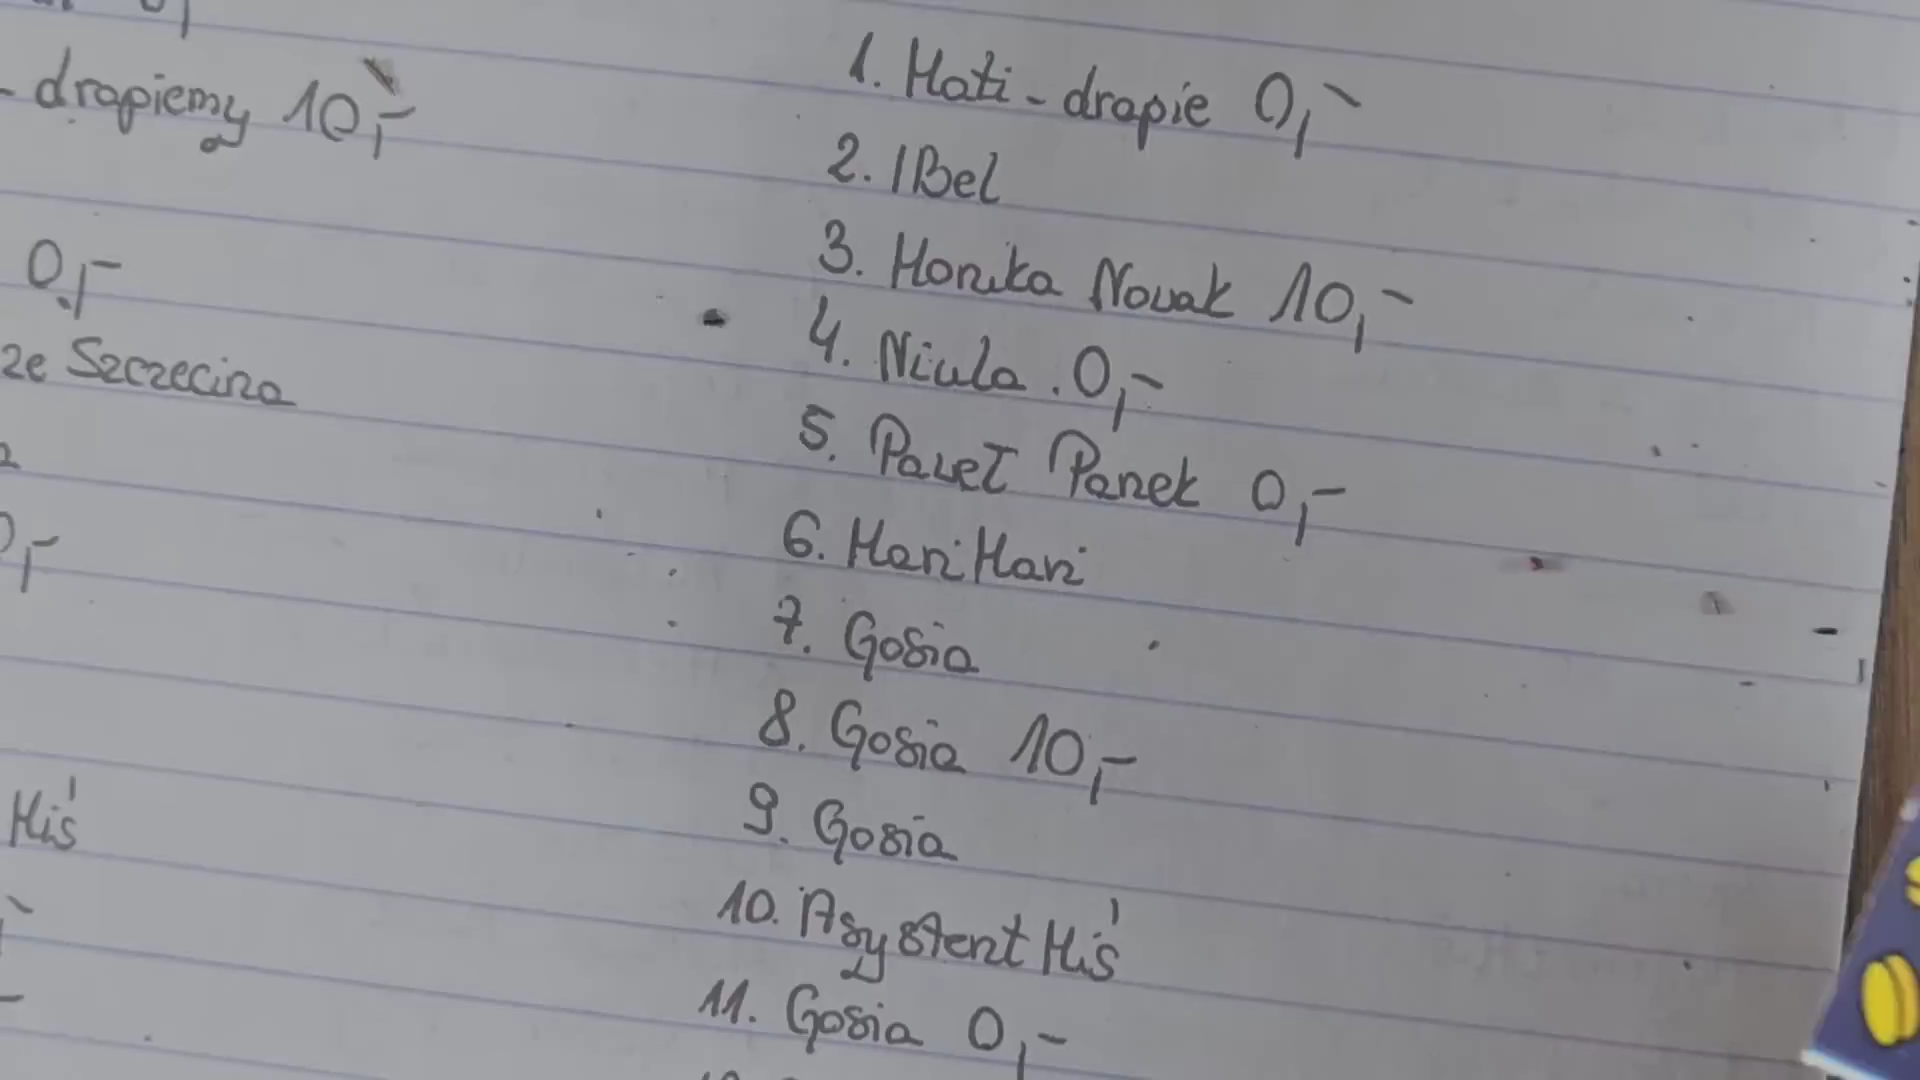 - drapiemy 10,-
0,-
ze Szczecina
0,-
Miś
1. Mati - drapie 0,-
2. IBel
3. Monika Nowak 10,-
4. Niula. 0,-
5. Paweł Panek 0,-
6. MariMari
7. Gosia
8. Gosia 10,-
9. Gosia
10. Asystent Miś
11. Gosia 0,-